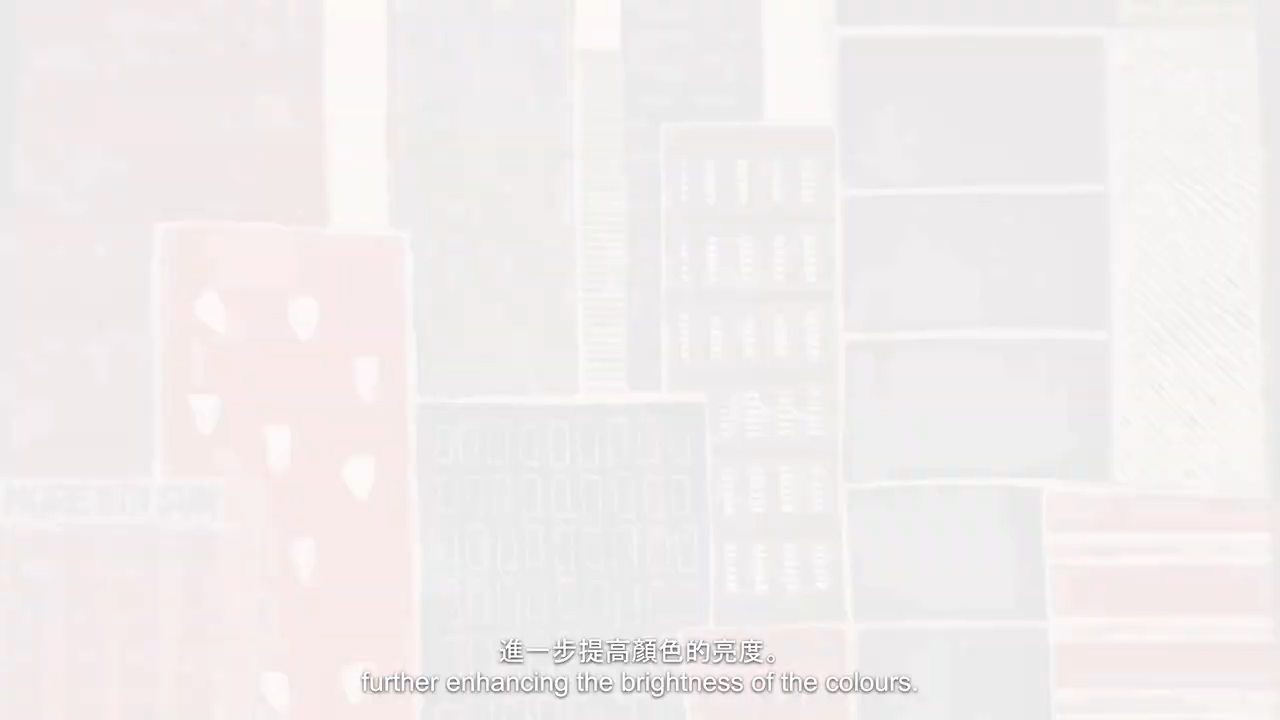 進一步提高顏色的亮度。
further enhancing the brightness of the colours.